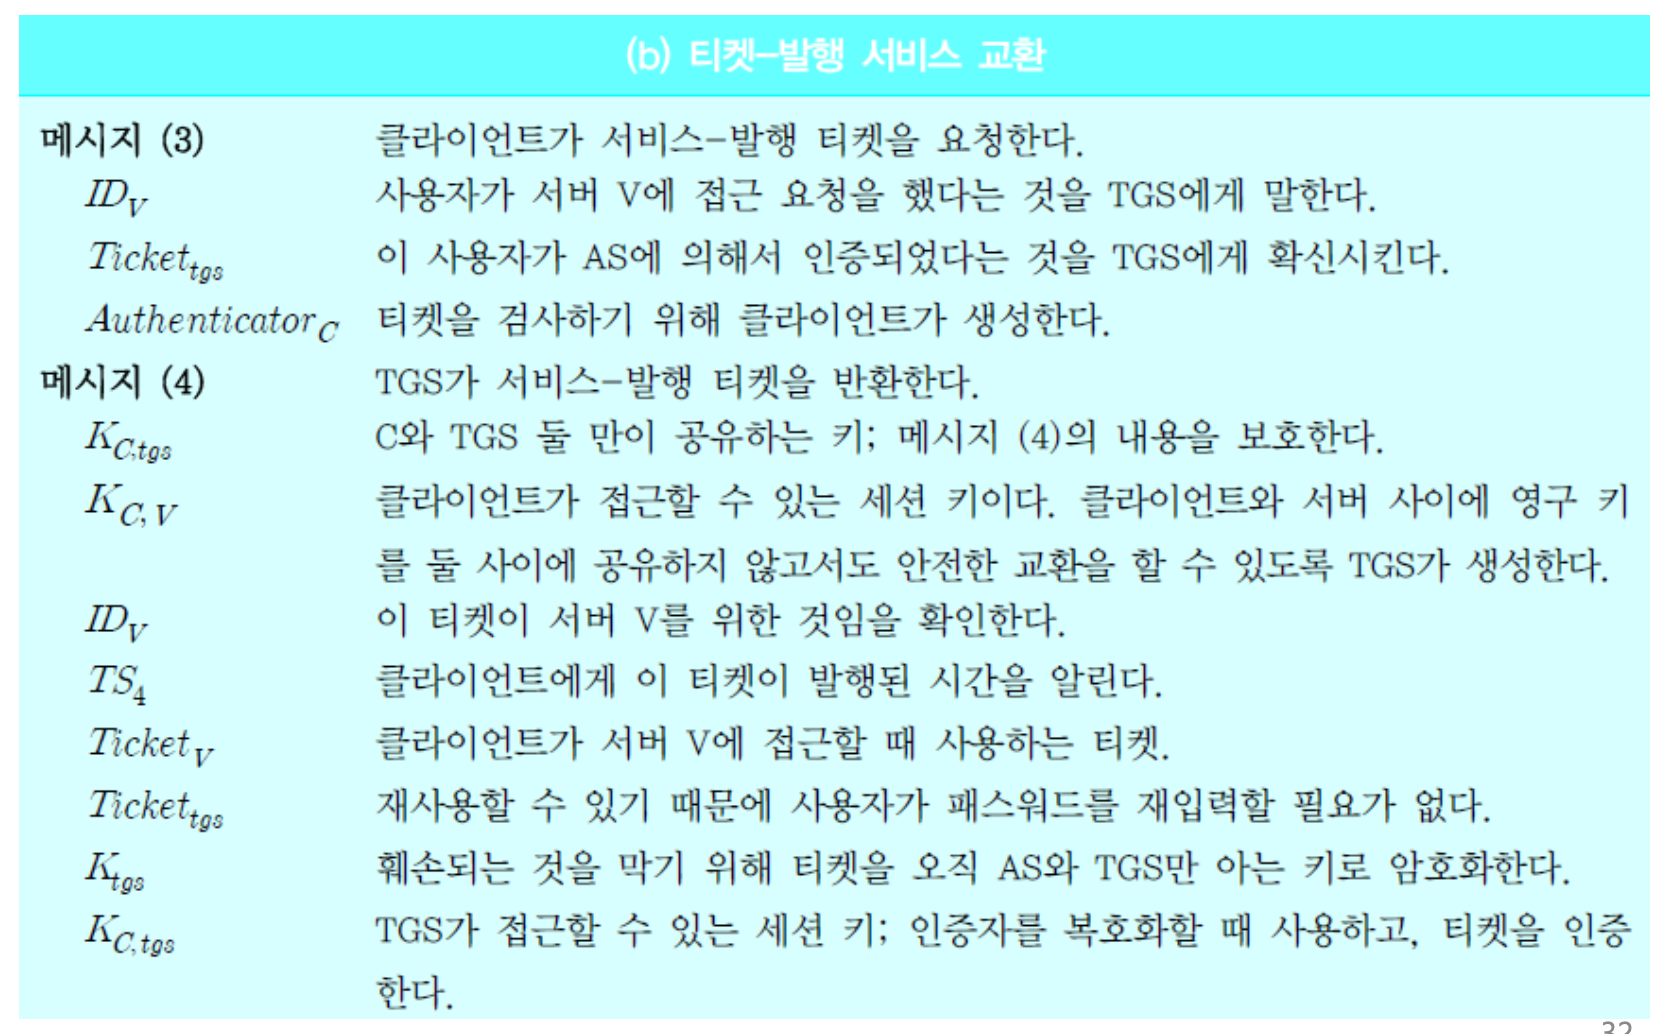 (b) 티켓-발행 서비스 교환
메시지 (3) 클라이언트가 서비스-발행 티켓을 요청한다.
ID_V 사용자가 서버 V에 접근 요청을 했다는 것을 TGS에게 말한다.
Ticket_tgs 이 사용자가 AS에 의해서 인증되었다는 것을 TGS에게 확신시킨다.
Authenticator_C 티켓을 검사하기 위해 클라이언트가 생성한다.
메시지 (4) TGS가 서비스-발행 티켓을 반환한다.
K_C,tgs C와 TGS 둘 만이 공유하는 키; 메시지 (4)의 내용을 보호한다.
K_C,V 클라이언트가 접근할 수 있는 세션 키이다. 클라이언트와 서버 사이에 영구 키
를 둘 사이에 공유하지 않고서도 안전한 교환을 할 수 있도록 TGS가 생성한다.
ID_V 이 티켓이 서버 V를 위한 것임을 확인한다.
TS_4 클라이언트에게 이 티켓이 발행된 시간을 알린다.
Ticket_V 클라이언트가 서버 V에 접근할 때 사용하는 티켓.
Ticket_tgs 재사용할 수 있기 때문에 사용자가 패스워드를 재입력할 필요가 없다.
K_tgs 훼손되는 것을 막기 위해 티켓을 오직 AS와 TGS만 아는 키로 암호화한다.
K_C,tgs TGS가 접근할 수 있는 세션 키; 인증자를 복호화할 때 사용하고, 티켓을 인증
한다.
32